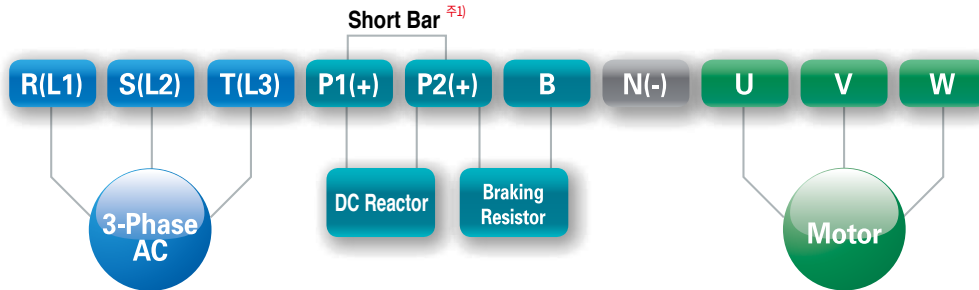 Short Bar 주1)
R(L1) S(L2) T(L3) P1(+) P2(+) B N(-) U V W
DC Reactor
Braking
Resistor
3-Phase
AC
Motor